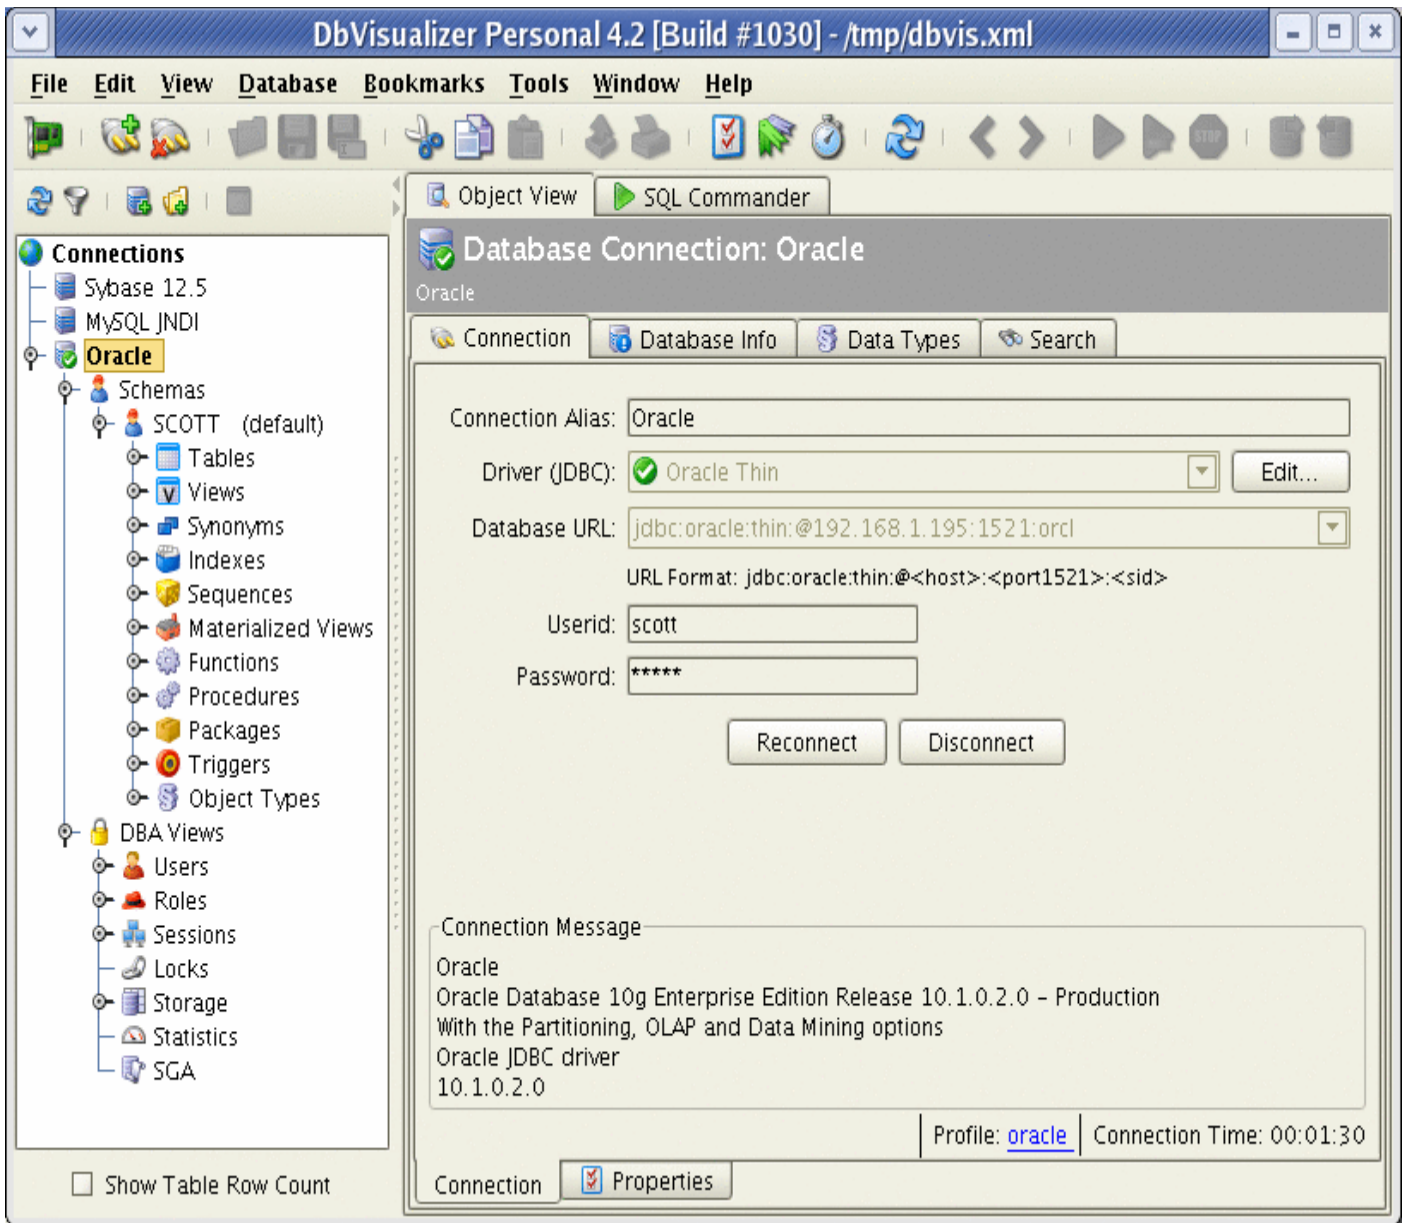 DbVisualizer Personal 4.2 [Build #1030] - /tmp/dbvis.xml
File Edit View Database Bookmarks Tools Window Help
STOP
Object View SQL Commander
Connections
Sybase 12.5
MySQL JNDI
Oracle
Schemas
SCOTT (default)
Tables
Views
Synonyms
Indexes
Sequences
Materialized Views
Functions
Procedures
Packages
Triggers
Object Types
DBA Views
Users
Roles
Sessions
Locks
Storage
Statistics
SGA
Show Table Row Count
Database Connection: Oracle
Oracle
Connection Database Info Data Types Search
Connection Alias: Oracle
Driver (JDBC): Oracle Thin Edit...
Database URL: jdbc:oracle:thin:@192.168.1.195:1521:orcl
URL Format: jdbc:oracle:thin:@<host>:<port1521>:<sid>
Userid: scott
Password: *****
Reconnect Disconnect
Connection Message
Oracle
Oracle Database 10g Enterprise Edition Release 10.1.0.2.0 – Production
With the Partitioning, OLAP and Data Mining options
Oracle JDBC driver
10.1.0.2.0
Profile: oracle Connection Time: 00:01:30
Connection Properties